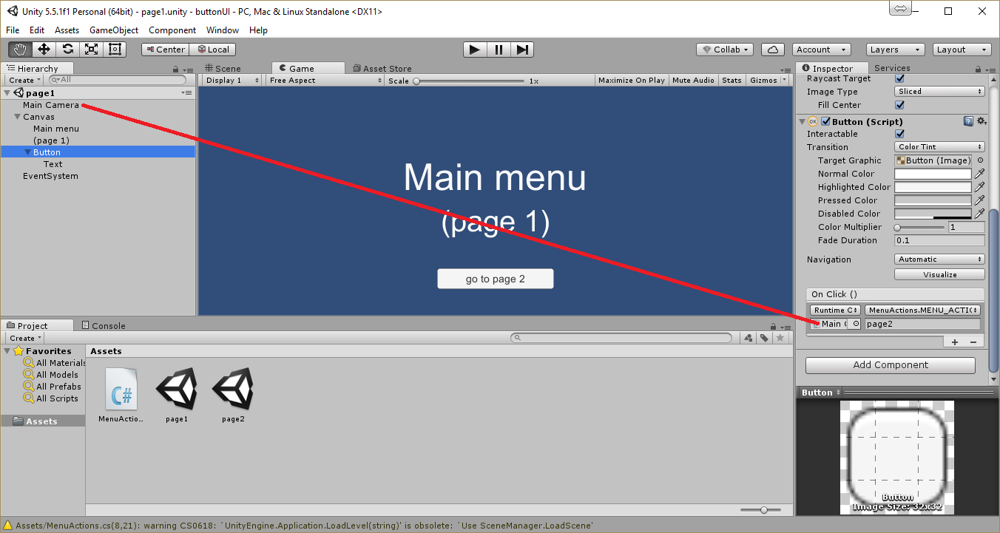 Unity 5.5.1f1 Personal (64bit) - page1.unity - buttonUI - PC, Mac & Linux Standalone <DX11>
File Edit Assets GameObject Component Window Help
Center Local Collab Account Layers Layout
Hierarchy
Create All
page1
Main Camera
Canvas
Main menu
(page 1)
Button
Text
EventSystem
Scene Game Asset Store
Display 1 Free Aspect Scale 1x Maximize On Play Mute Audio Stats Gizmos
Main menu
(page 1)
go to page 2
Inspector Services
Raycast Target
Image Type Sliced
Fill Center
OK Button (Script)
Interactable
Transition Color Tint
Target Graphic Button (Image)
Normal Color
Highlighted Color
Pressed Color
Disabled Color
Color Multiplier 1
Fade Duration 0.1
Navigation Automatic
Visualize
On Click ()
Runtime MenuActions.MENU_ACTI
Main page2
+ −
Add Component
Button
Button
Image Size: 32x32
Project Console
Create
Favorites
All Materials
All Models
All Prefabs
All Scripts
Assets
Assets
C#
MenuActio... page1 page2
Assets/MenuActions.cs(8,21): warning CS0618: `UnityEngine.Application.LoadLevel(string)' is obsolete: `Use SceneManager.LoadScene'